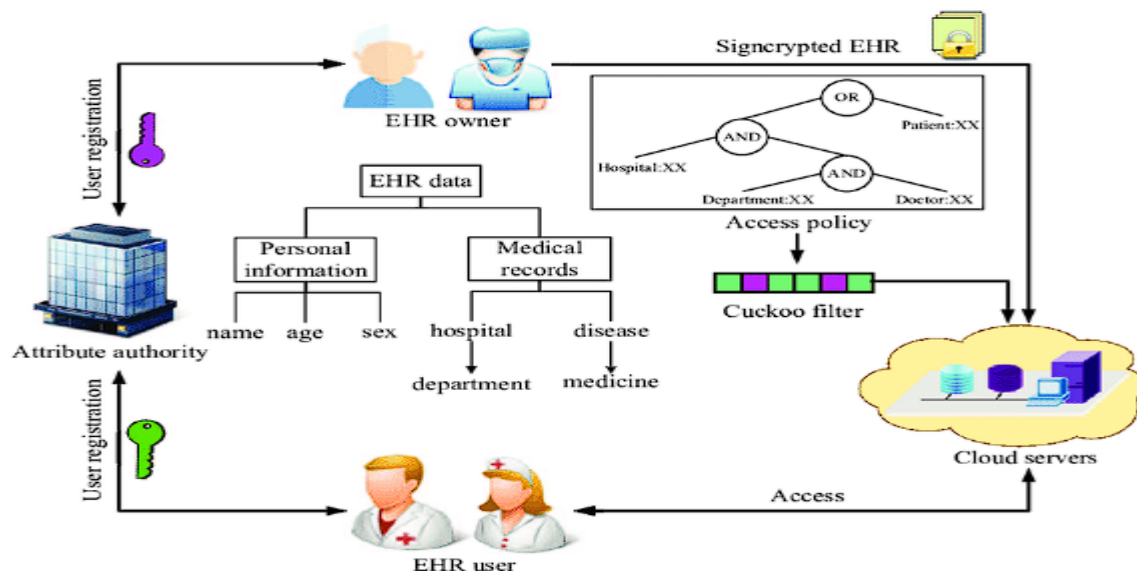 Signcrypted EHR
EHR owner
User registration
OR
Patient:XX
AND
Hospital:XX
AND
Department:XX
Doctor:XX
Access policy
EHR data
Personal
information
Medical
records
name
age
sex
hospital
disease
department
medicine
Cuckoo filter
Attribute authority
User registration
Cloud servers
Access
EHR user